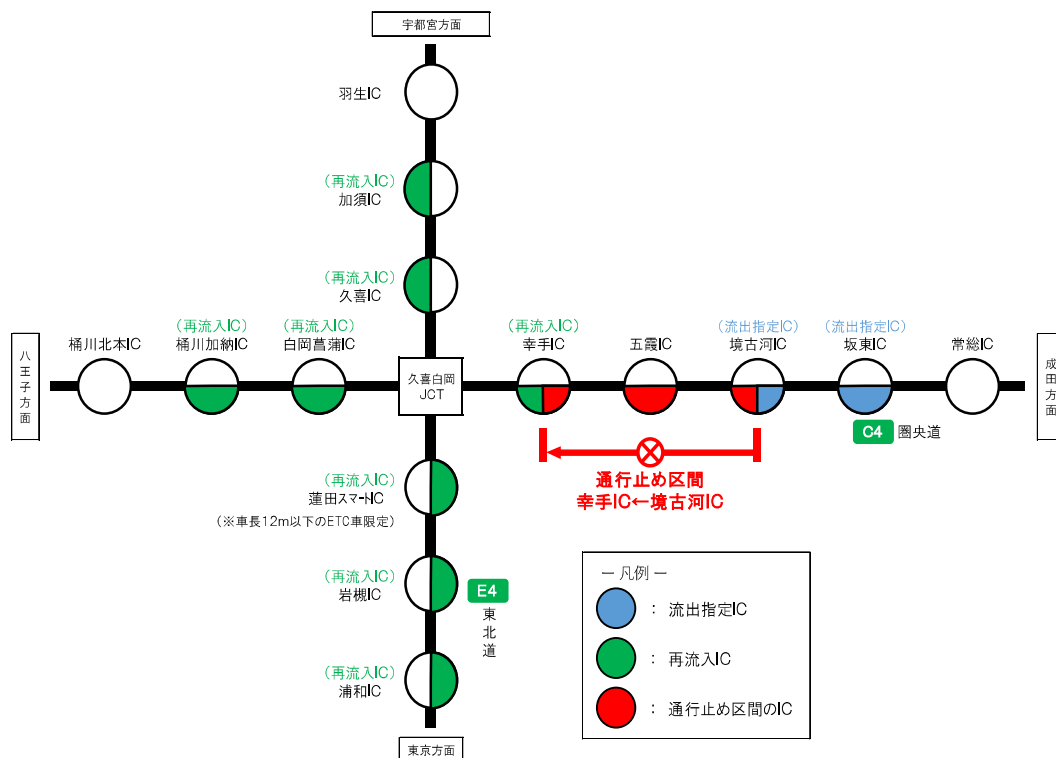 宇都宮方面
羽生IC
(再流入IC)
加須IC
(再流入IC)
久喜IC
八王子方面
桶川北本IC
(再流入IC)
桶川加納IC
(再流入IC)
白岡菖蒲IC
久喜白岡
JCT
(再流入IC)
幸手IC
五霞IC
(流出指定IC)
境古河IC
(流出指定IC)
坂東IC
常総IC
成田方面
C4 圏央道
通行止め区間
幸手IC←境古河IC
(再流入IC)
蓮田スマートIC
(※車長12m以下のETC車限定)
(再流入IC)
岩槻IC
E4
東北道
(再流入IC)
浦和IC
東京方面
― 凡例 ―
: 流出指定IC
: 再流入IC
: 通行止め区間のIC